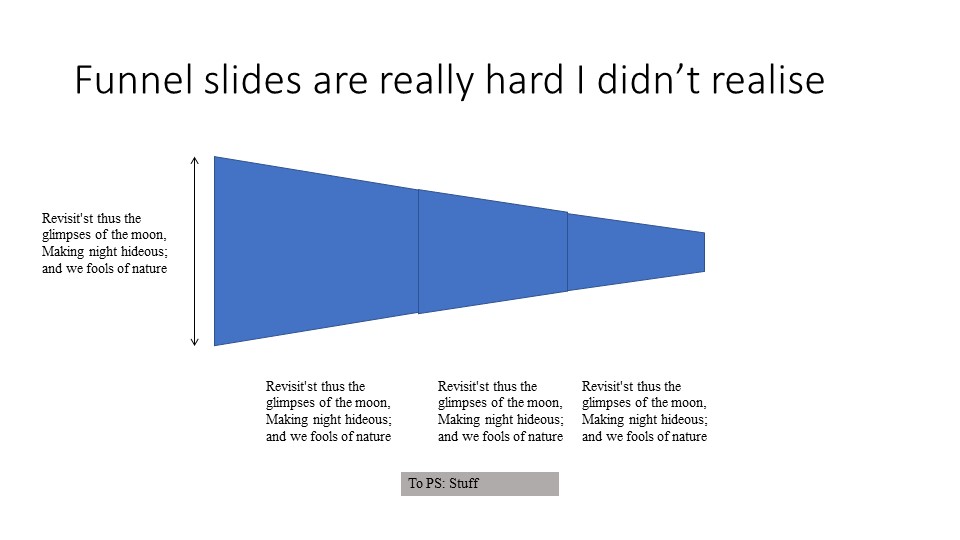 Funnel slides are really hard I didn’t realise
Revisit'st thus the
glimpses of the moon,
Making night hideous;
and we fools of nature
Revisit'st thus the
glimpses of the moon,
Making night hideous;
and we fools of nature
Revisit'st thus the
glimpses of the moon,
Making night hideous;
and we fools of nature
Revisit'st thus the
glimpses of the moon,
Making night hideous;
and we fools of nature
To PS: Stuff